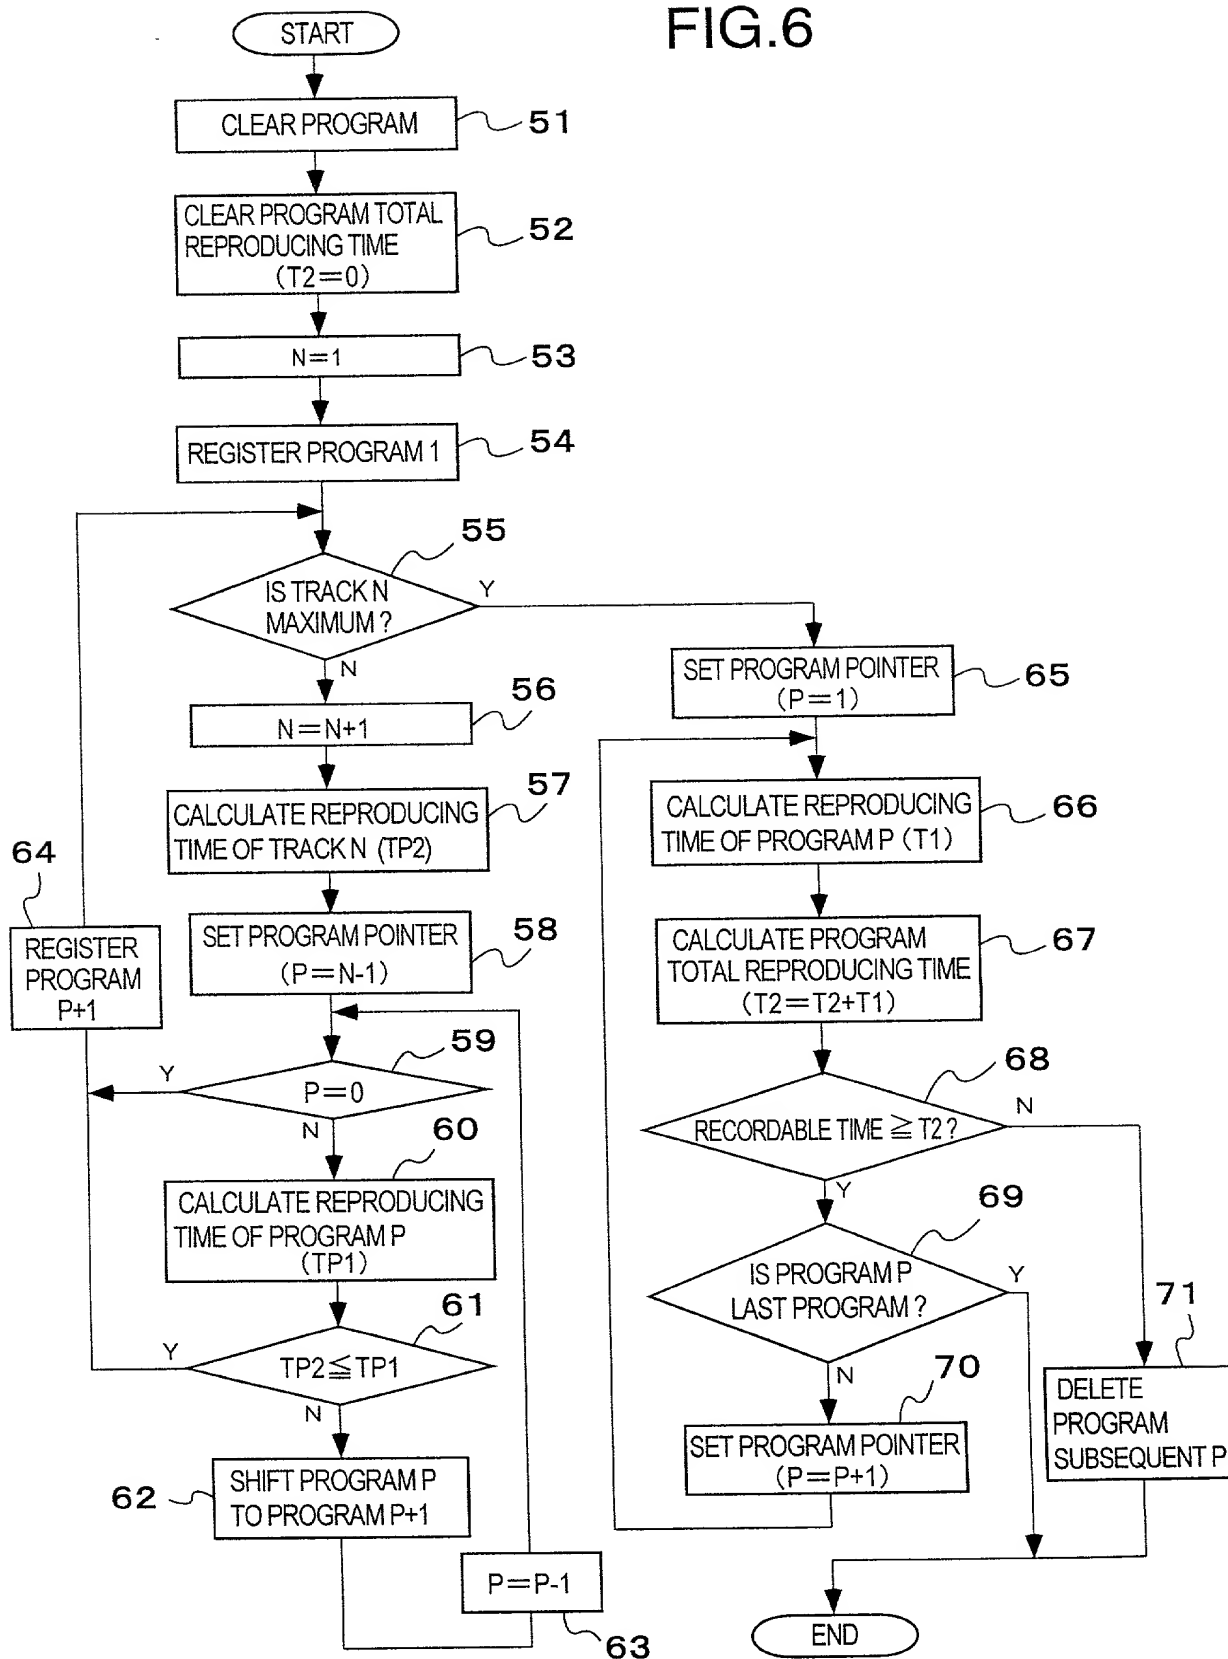 FIG.6
START
CLEAR PROGRAM
51
CLEAR PROGRAM TOTAL
REPRODUCING TIME
(T2=0)
52
N=1
53
REGISTER PROGRAM 1
54
55
IS TRACK N
MAXIMUM?
Y
N
N=N+1
56
CALCULATE REPRODUCING
TIME OF TRACK N (TP2)
57
SET PROGRAM POINTER
(P=N-1)
58
64
REGISTER
PROGRAM
P+1
59
P=0
Y
N
60
CALCULATE REPRODUCING
TIME OF PROGRAM P
(TP1)
61
TP2≦TP1
Y
N
62
SHIFT PROGRAM P
TO PROGRAM P+1
P=P-1
63
SET PROGRAM POINTER
(P=1)
65
CALCULATE REPRODUCING
TIME OF PROGRAM P (T1)
66
CALCULATE PROGRAM
TOTAL REPRODUCING TIME
(T2=T2+T1)
67
68
RECORDABLE TIME ≧ T2?
N
Y
69
IS PROGRAM P
LAST PROGRAM?
Y
N
70
SET PROGRAM POINTER
(P=P+1)
71
DELETE
PROGRAM
SUBSEQUENT P
END